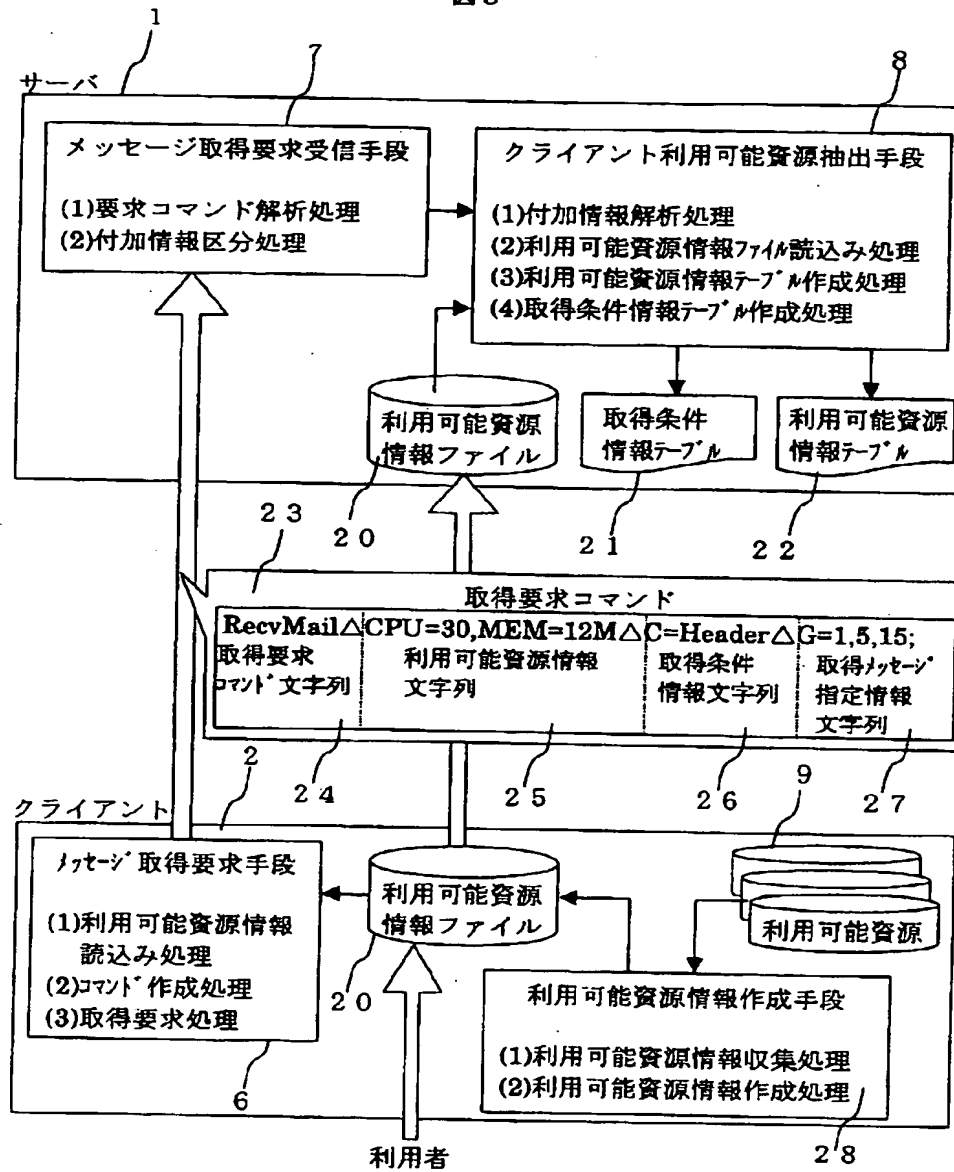 1
7
8
サーバ
メッセージ取得要求受信手段
(1)要求コマンド解析処理
(2)付加情報区分処理
クライアント利用可能資源抽出手段
(1)付加情報解析処理
(2)利用可能資源情報ファイル読込み処理
(3)利用可能資源情報テーブル作成処理
(4)取得条件情報テーブル作成処理
利用可能資源
情報ファイル
取得条件
情報テーブル
利用可能資源
情報テーブル
20
21
22
23
取得要求コマンド
RecvMail△CPU=30,MEM=12M△C=Header△G=1,5,15;
取得要求
コマンド文字列
利用可能資源情報
文字列
取得条件
情報文字列
取得メッセージ
指定情報
文字列
24
25
26
27
2
9
クライアント
メッセージ取得要求手段
(1)利用可能資源情報
読込み処理
(2)コマンド作成処理
(3)取得要求処理
利用可能資源
情報ファイル
利用可能資源
20
利用可能資源情報作成手段
(1)利用可能資源情報収集処理
(2)利用可能資源情報作成処理
6
28
利用者